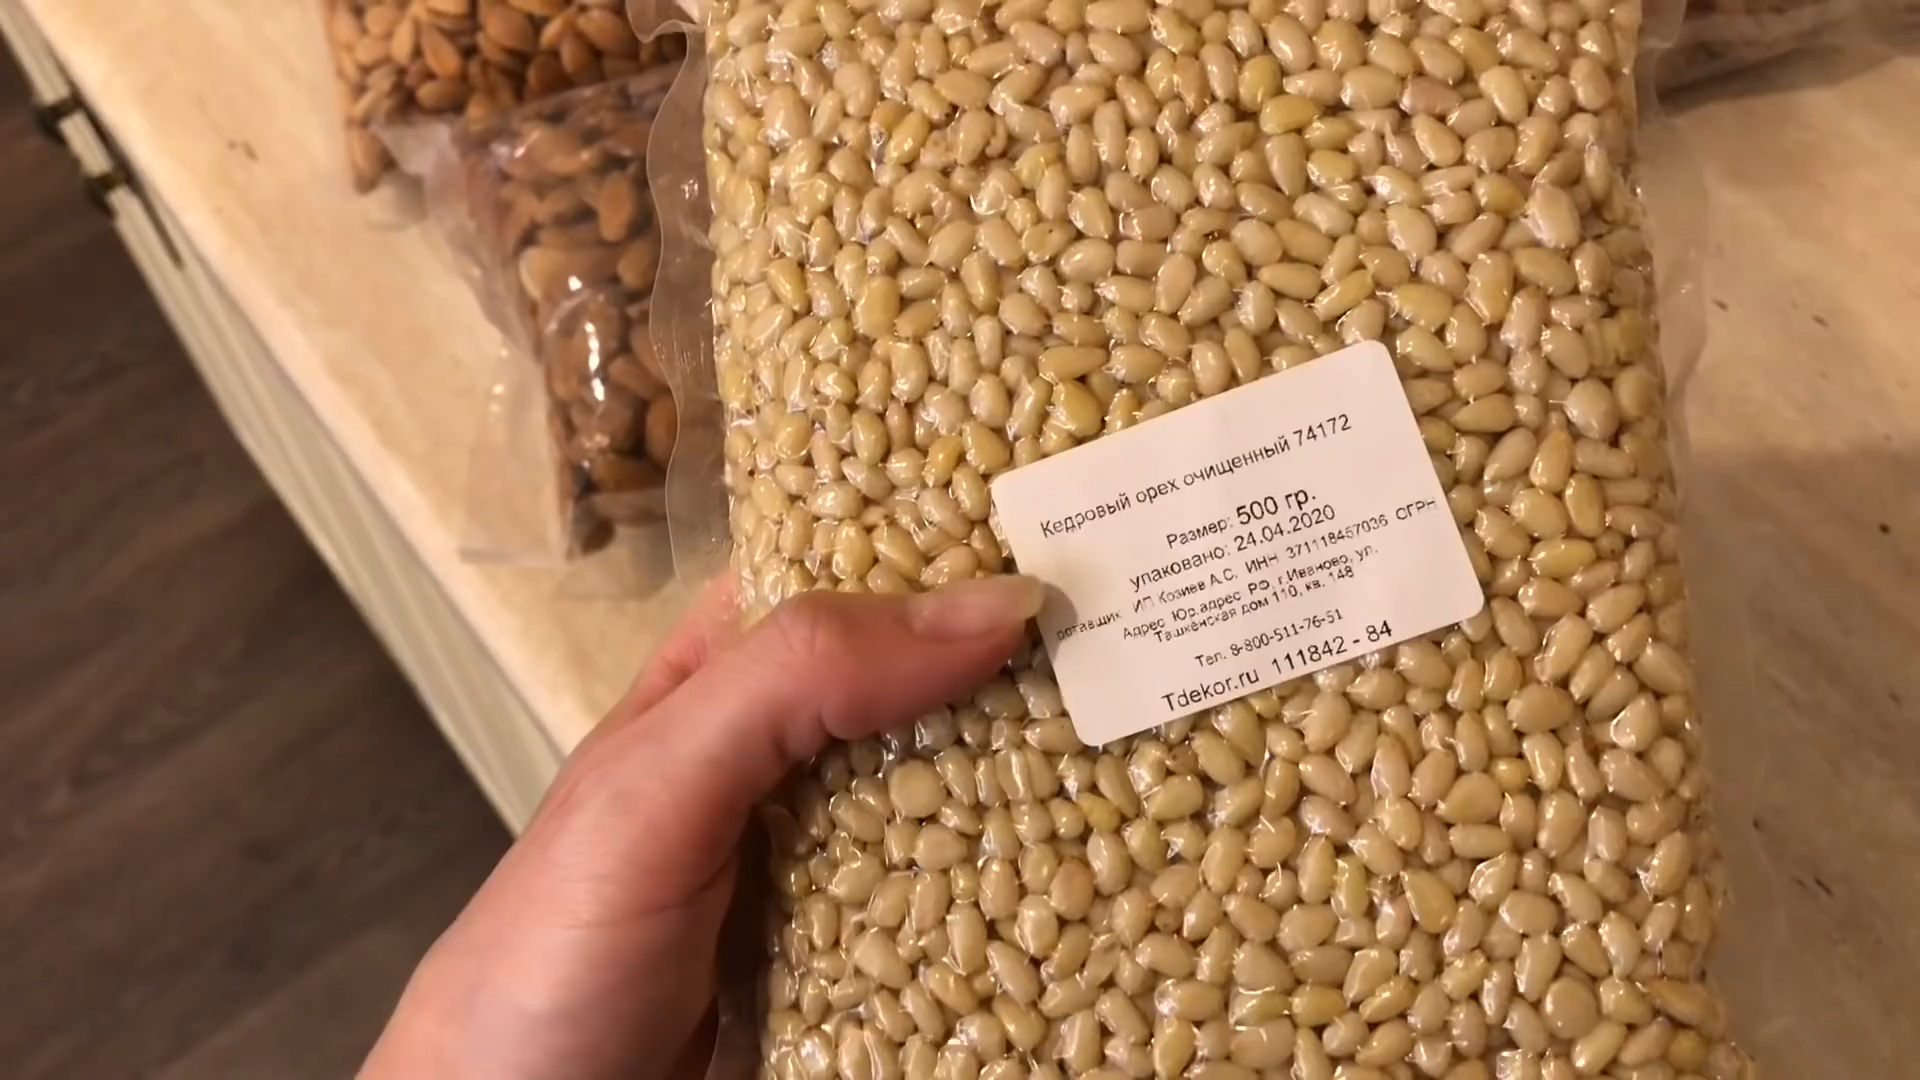 Кедровый орех очищенный 74172
Размер: 500 гр.
упаковано: 24.04.2020
ИП Козиев А.С. ИНН 371118457036 ОГРН
Адрес Юр.адрес РФ, г.Иваново, ул.
Ташкенская дом 110, кв. 148
Тел. 8-800-511-76-51
Tdekor.ru 111842 - 84